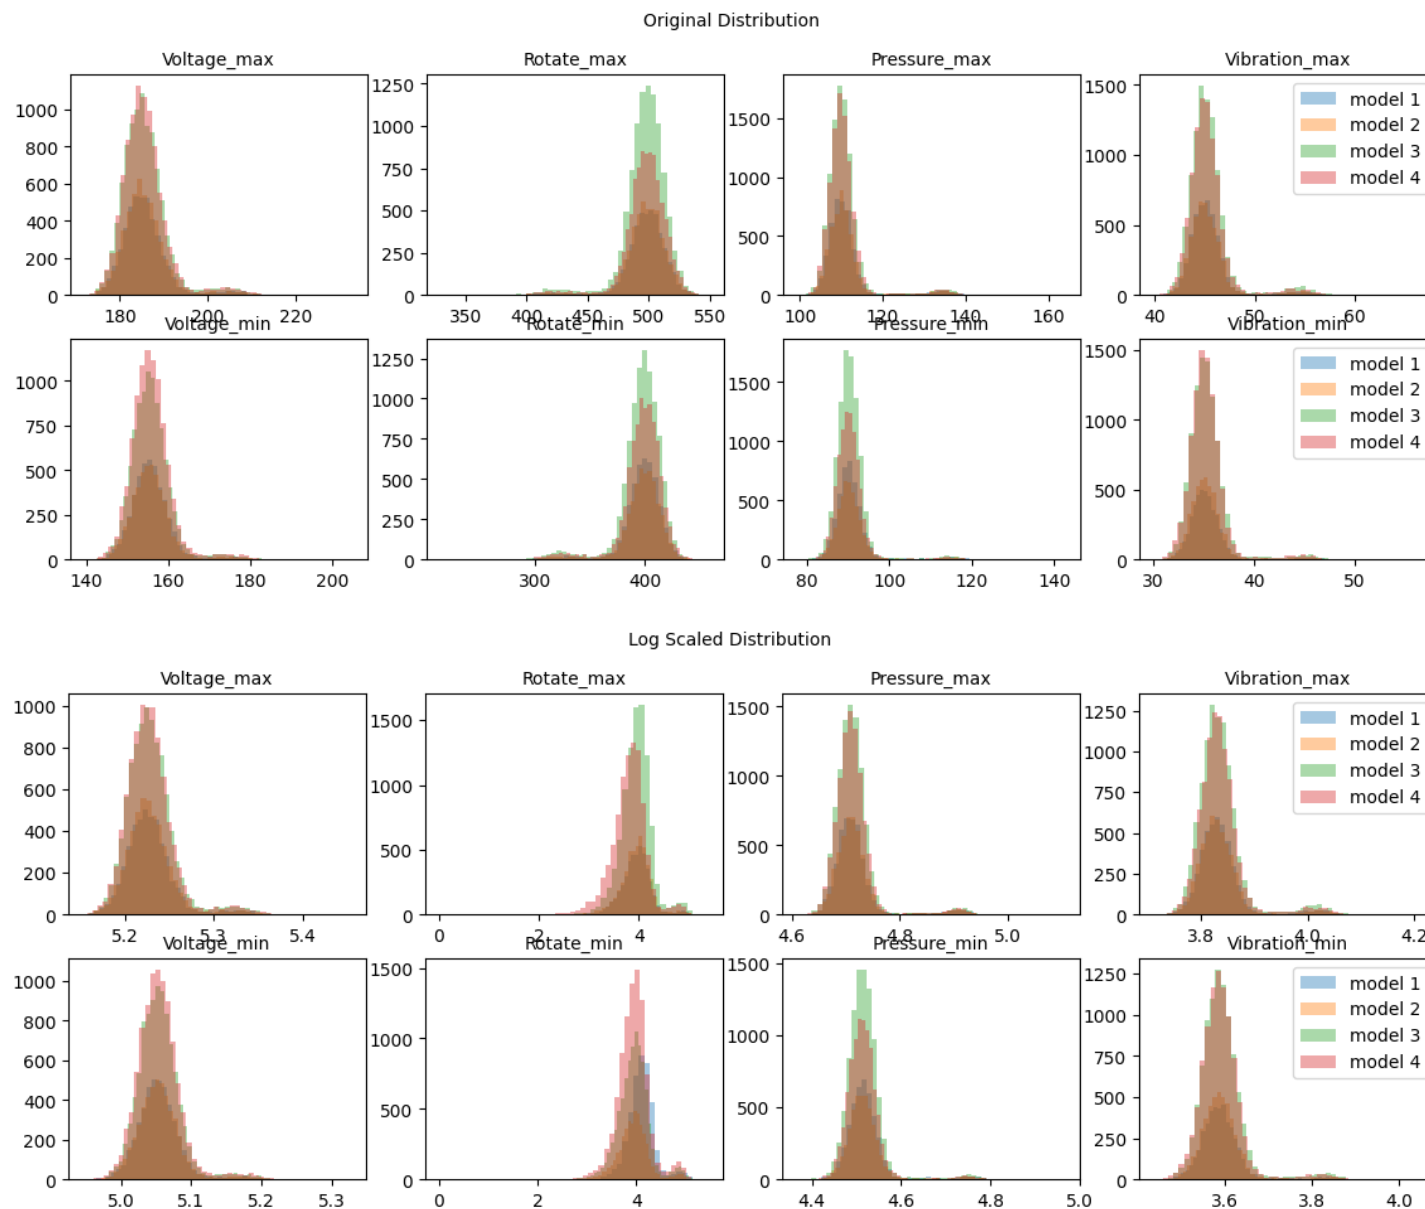 Original Distribution
Voltage_max Rotate_max Pressure_max Vibration_max
1000
800
600
400
200
0
180 200 220
1250
1000
750
500
250
0
350 400 450 500 550
1500
1000
500
0
100 120 140 160
1500
1000
500
0
40 50 60
model 1
model 2
model 3
model 4
Voltage_min Rotate_min Pressure_min Vibration_min
1000
750
500
250
0
140 160 180 200
1250
1000
750
500
250
0
300 400
1500
1000
500
0
80 100 120 140
1500
1000
500
0
30 40 50
model 1
model 2
model 3
model 4
Log Scaled Distribution
Voltage_max Rotate_max Pressure_max Vibration_max
1000
800
600
400
200
0
5.2 5.3 5.4
1500
1000
500
0
0 2 4
1500
1000
500
0
4.6 4.8 5.0
1250
1000
750
500
250
0
3.8 4.0 4.2
model 1
model 2
model 3
model 4
Voltage_min Rotate_min Pressure_min Vibration_min
1000
800
600
400
200
0
5.0 5.1 5.2 5.3
1500
1000
500
0
0 2 4
1500
1000
500
0
4.4 4.6 4.8 5.0
1250
1000
750
500
250
0
3.6 3.8 4.0
model 1
model 2
model 3
model 4